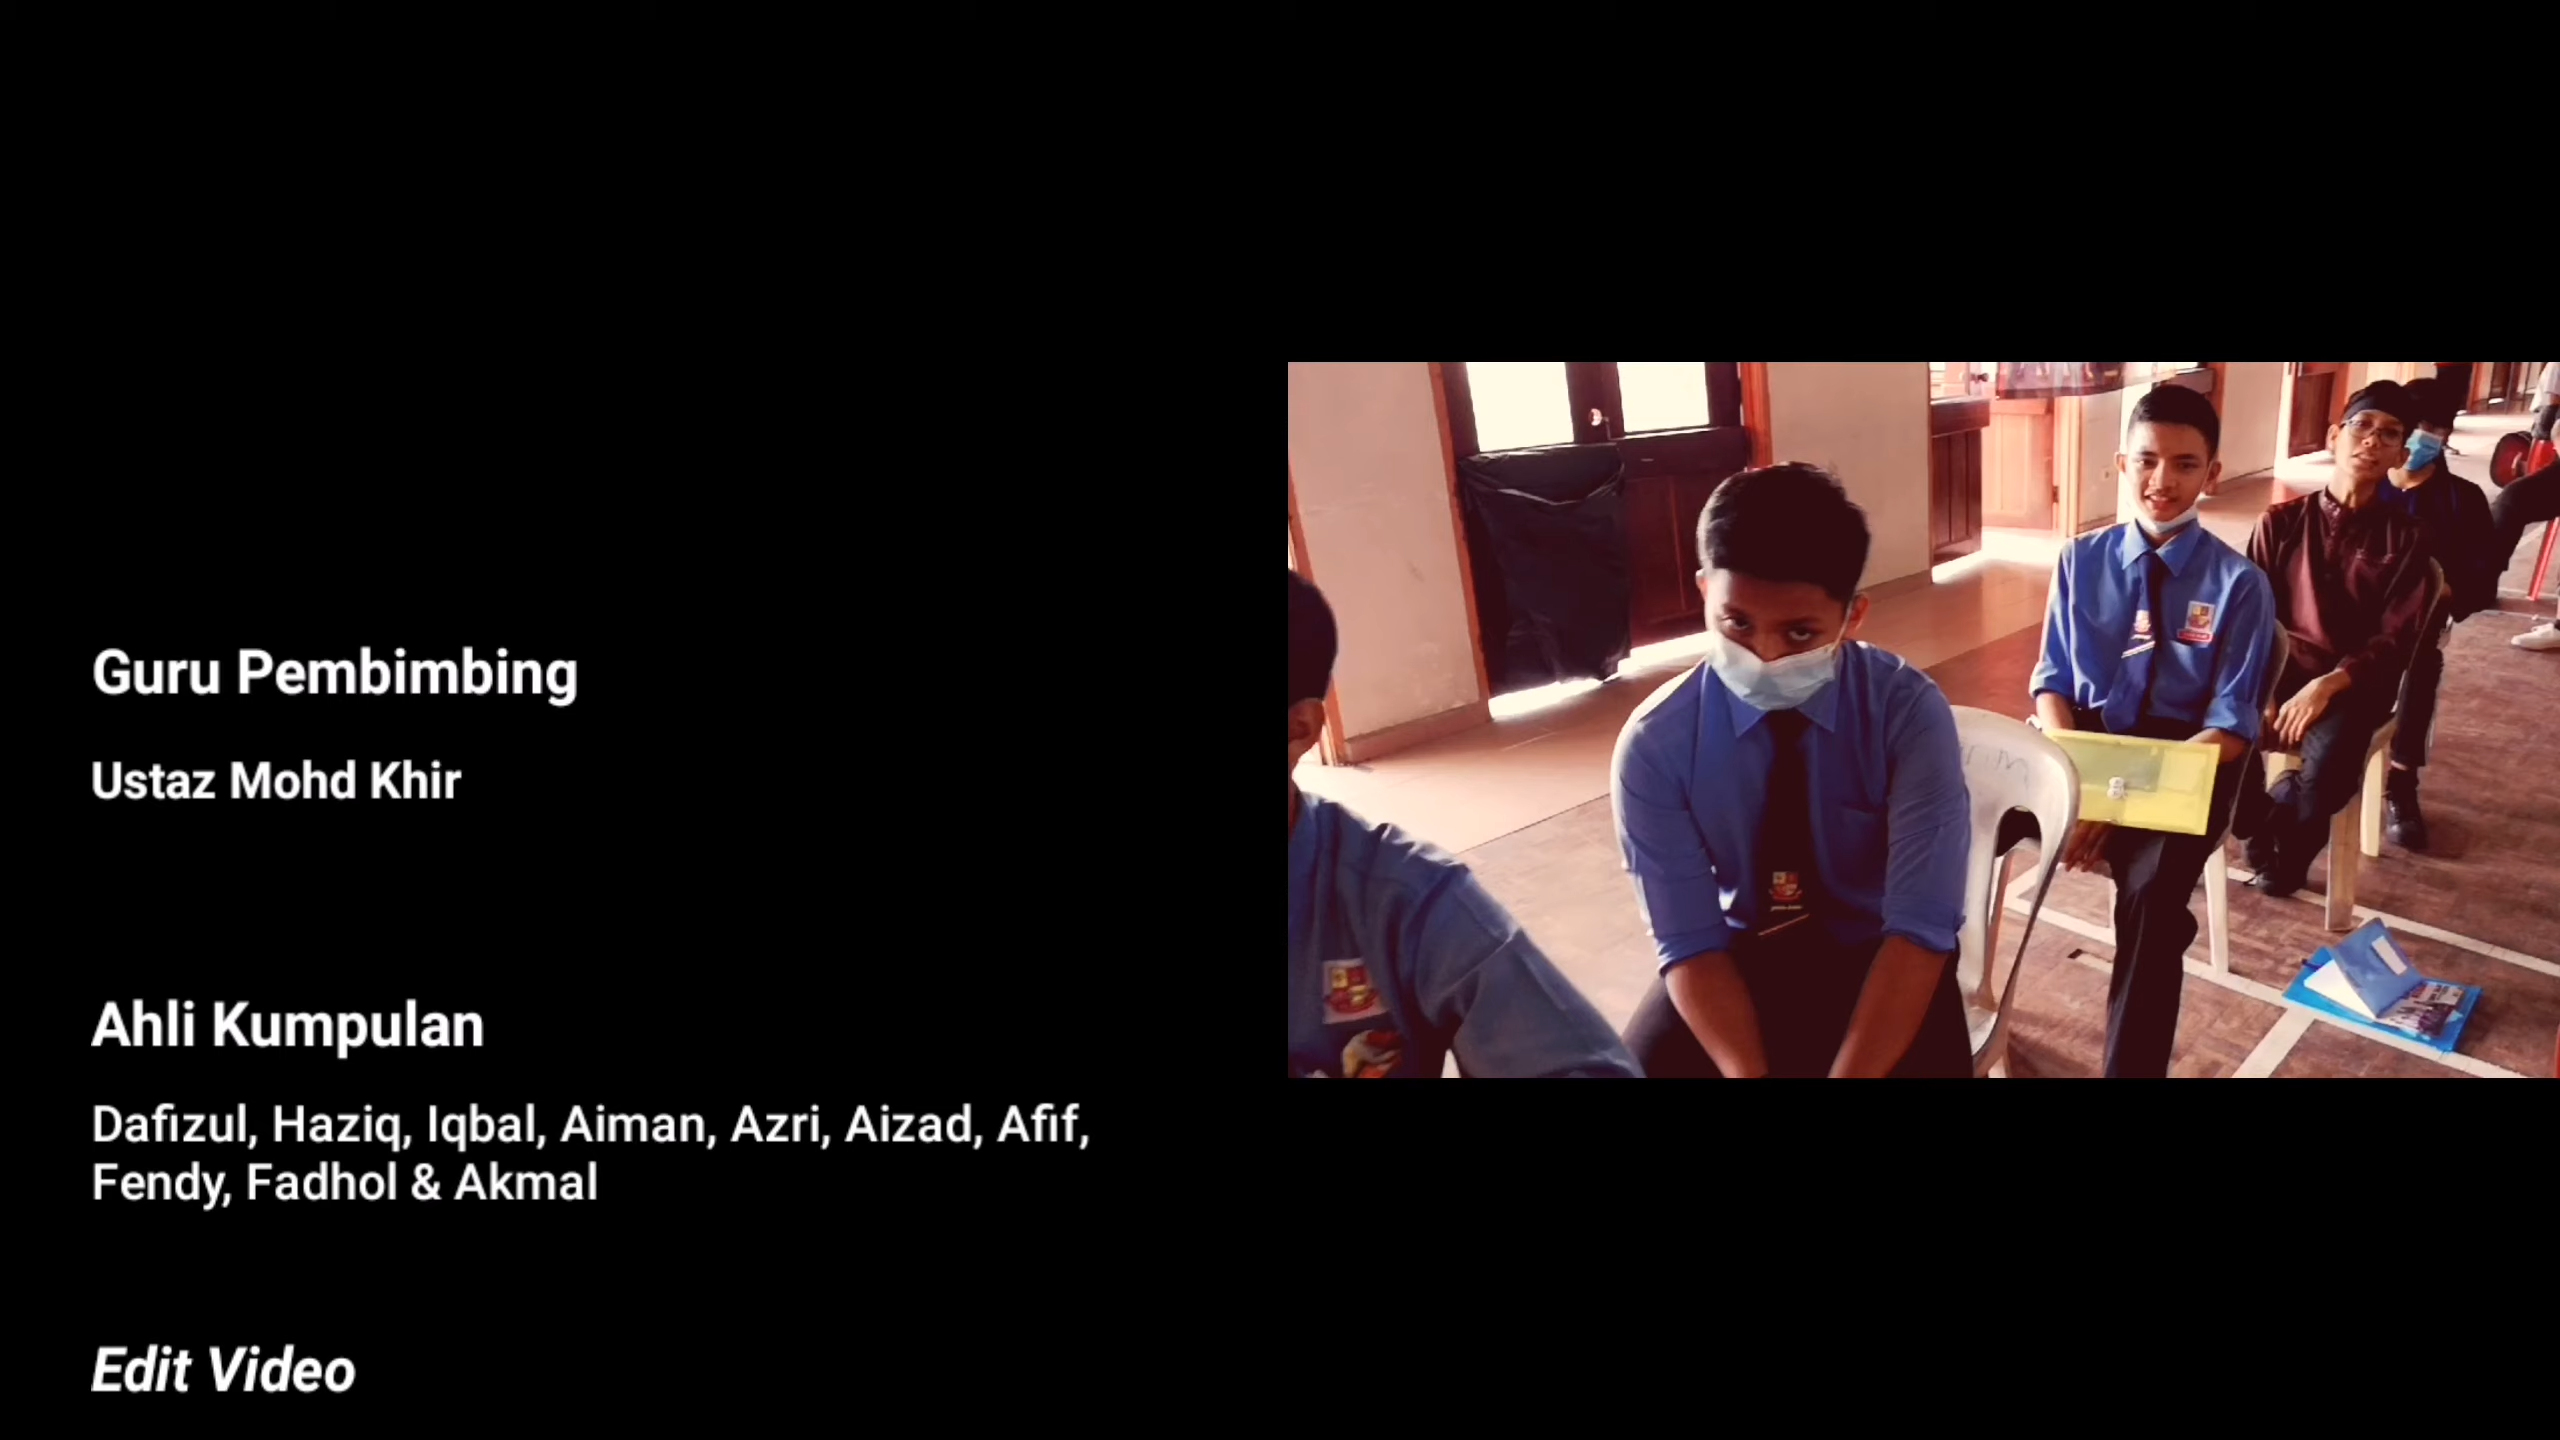 Guru Pembimbing
Ustaz Mohd Khir
Ahli Kumpulan
Dafizul, Haziq, Iqbal, Aiman, Azri, Aizad, Afif,
Fendy, Fadhol & Akmal
Edit Video